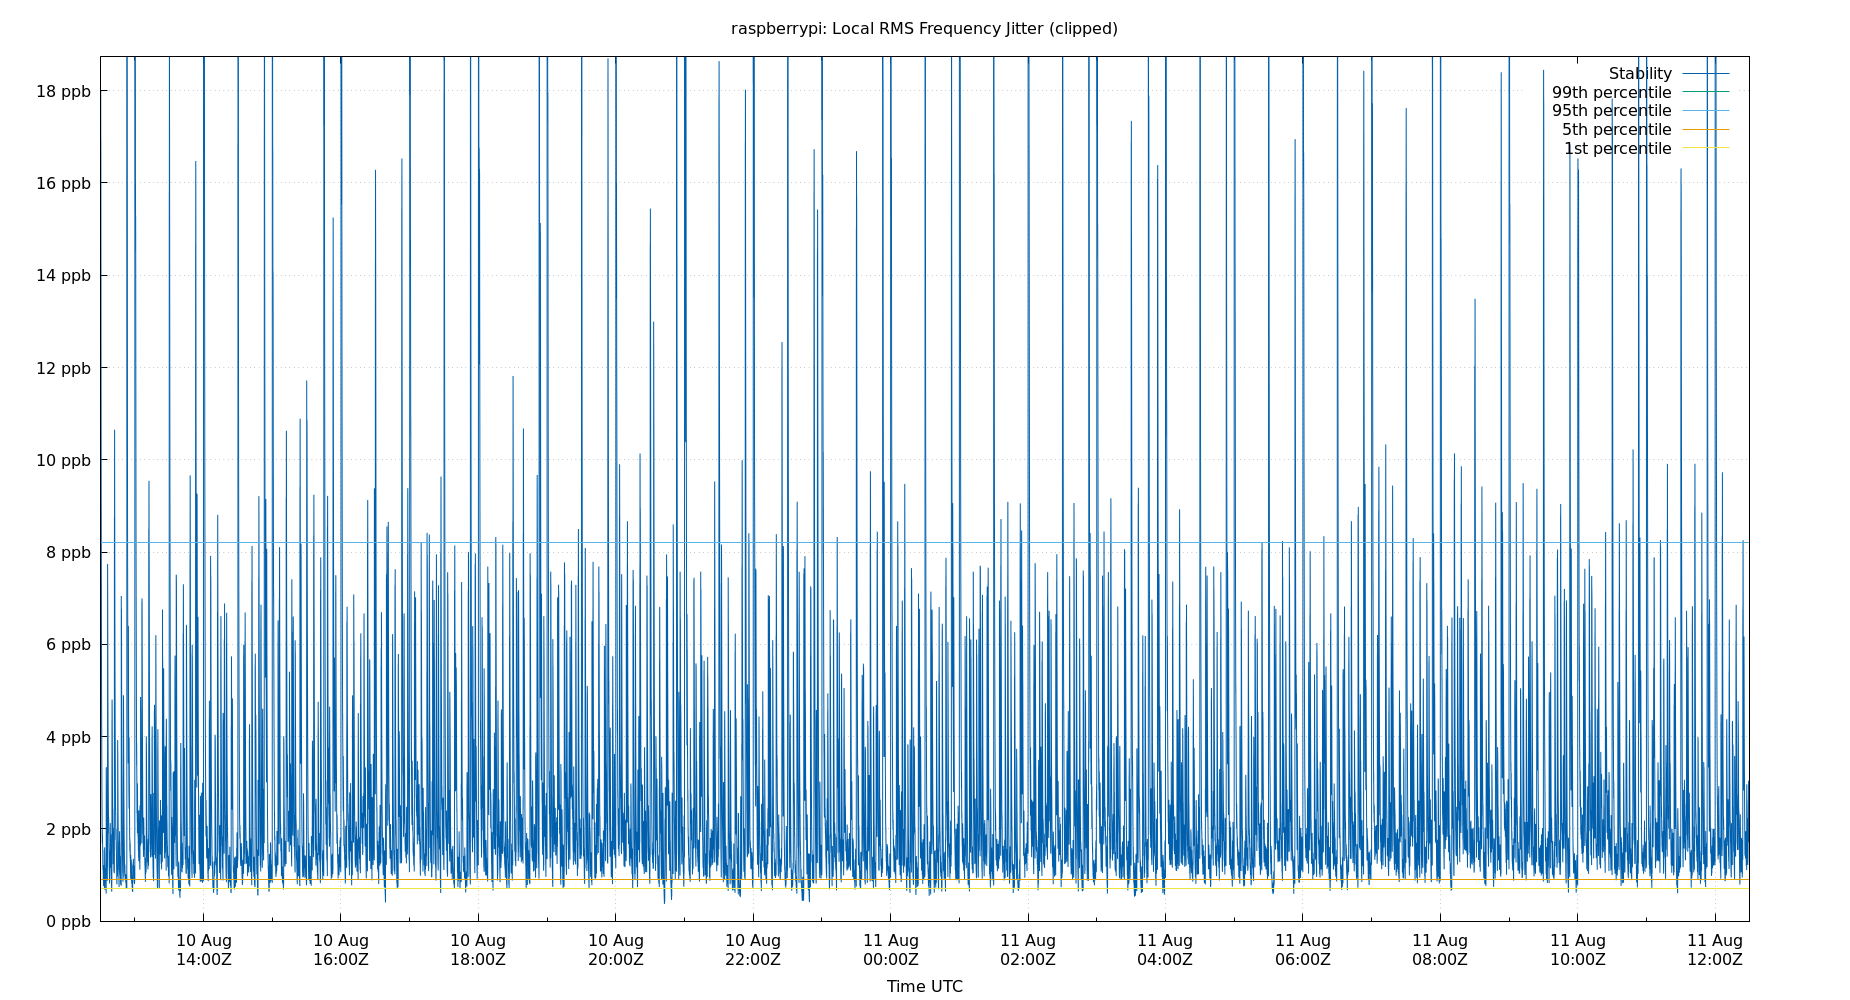 raspberrypi: Local RMS Frequency Jitter (clipped)
18 ppb
16 ppb
14 ppb
12 ppb
10 ppb
8 ppb
6 ppb
4 ppb
2 ppb
0 ppb
Stability
99th percentile
95th percentile
5th percentile
1st percentile
10 Aug 10 Aug 10 Aug 10 Aug 10 Aug 11 Aug 11 Aug 11 Aug 11 Aug 11 Aug 11 Aug 11 Aug
14:00Z 16:00Z 18:00Z 20:00Z 22:00Z 00:00Z 02:00Z 04:00Z 06:00Z 08:00Z 10:00Z 12:00Z
Time UTC